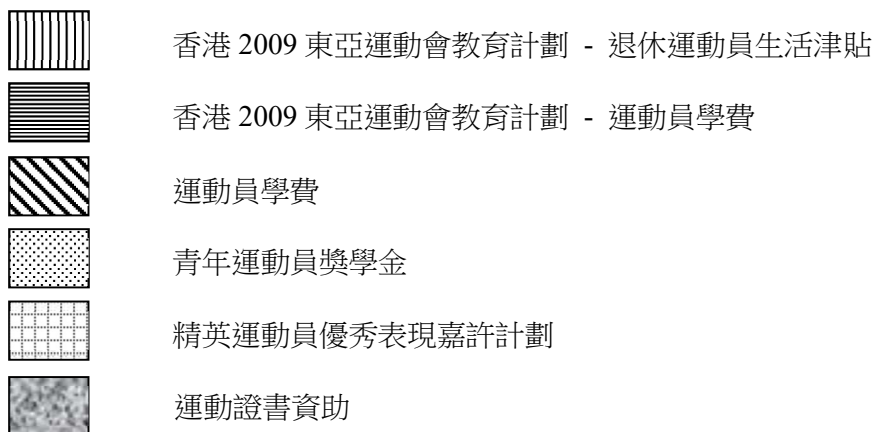 香港 2009 東亞運動會教育計劃 - 退休運動員生活津貼
香港 2009 東亞運動會教育計劃 - 運動員學費
運動員學費
青年運動員獎學金
精英運動員優秀表現嘉許計劃
運動證書資助